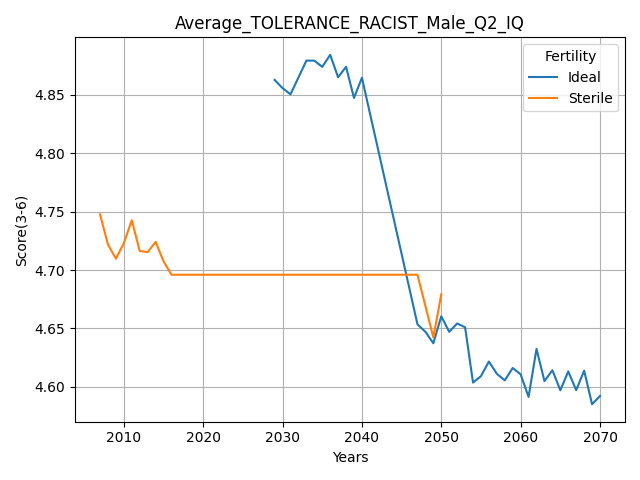 Average_TOLERANCE_RACIST_Male_Q2_IQ
Fertility
Ideal
Sterile
Score(3-6)
4.85
4.80
4.75
4.70
4.65
4.60
2010 2020 2030 2040 2050 2060 2070
Years